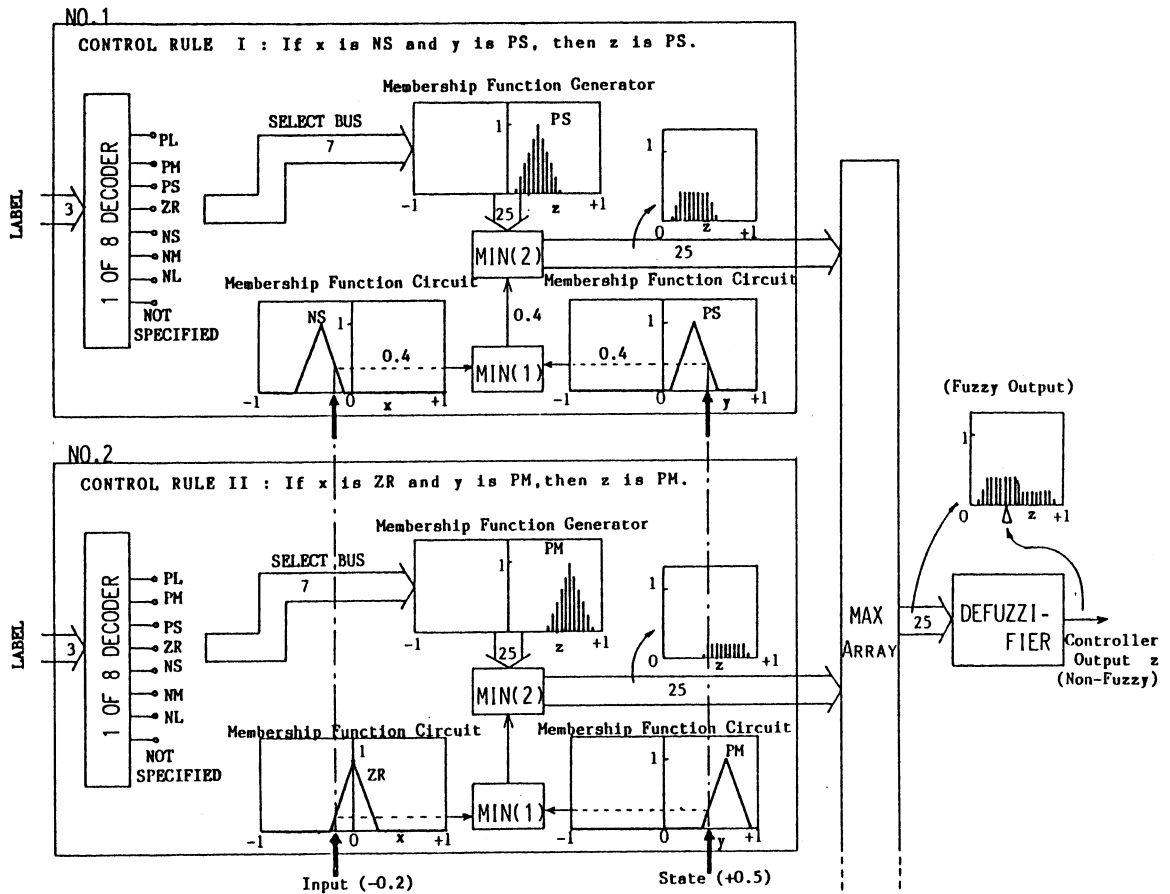 NO.1
CONTROL RULE I : If x is NS and y is PS, then z is PS.
Membership Function Generator
LABEL
3
1 OF 8 DECODER
PL
PM
PS
ZR
NS
NM
NL
NOT
SPECIFIED
SELECT BUS
7
1
PS
-1
z
+1
25
MIN(2)
25
1
0
z
+1
Membership Function Circuit
NS
1
0.4
-1
0
x
+1
0.4
MIN(1)
Membership Function Circuit
1
PS
0.4
-1
0
y
+1
NO.2
CONTROL RULE II : If x is ZR and y is PM,then z is PM.
Membership Function Generator
LABEL
3
1 OF 8 DECODER
PL
PM
PS
ZR
NS
NM
NL
NOT
SPECIFIED
SELECT BUS
7
1
PM
-1
z
+1
25
MIN(2)
25
1
0
z
+1
Membership Function Circuit
1
ZR
-1
0
x
+1
MIN(1)
Membership Function Circuit
1
PM
-1
0
y
+1
Input (-0.2)
State (+0.5)
MAX
ARRAY
25
(Fuzzy Output)
1
0
z
+1
DEFUZZI-
FIER
Controller
Output z
(Non-Fuzzy)